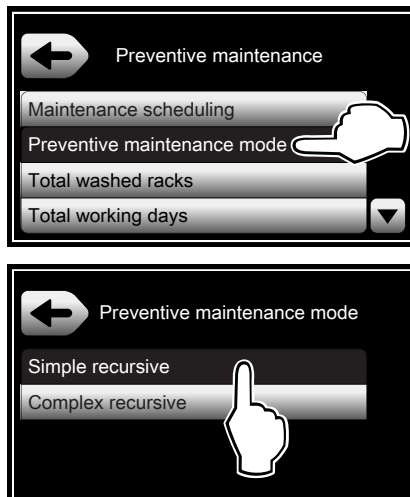 Preventive maintenance
Maintenance scheduling
Preventive maintenance mode
Total washed racks
Total working days
Preventive maintenance mode
Simple recursive
Complex recursive